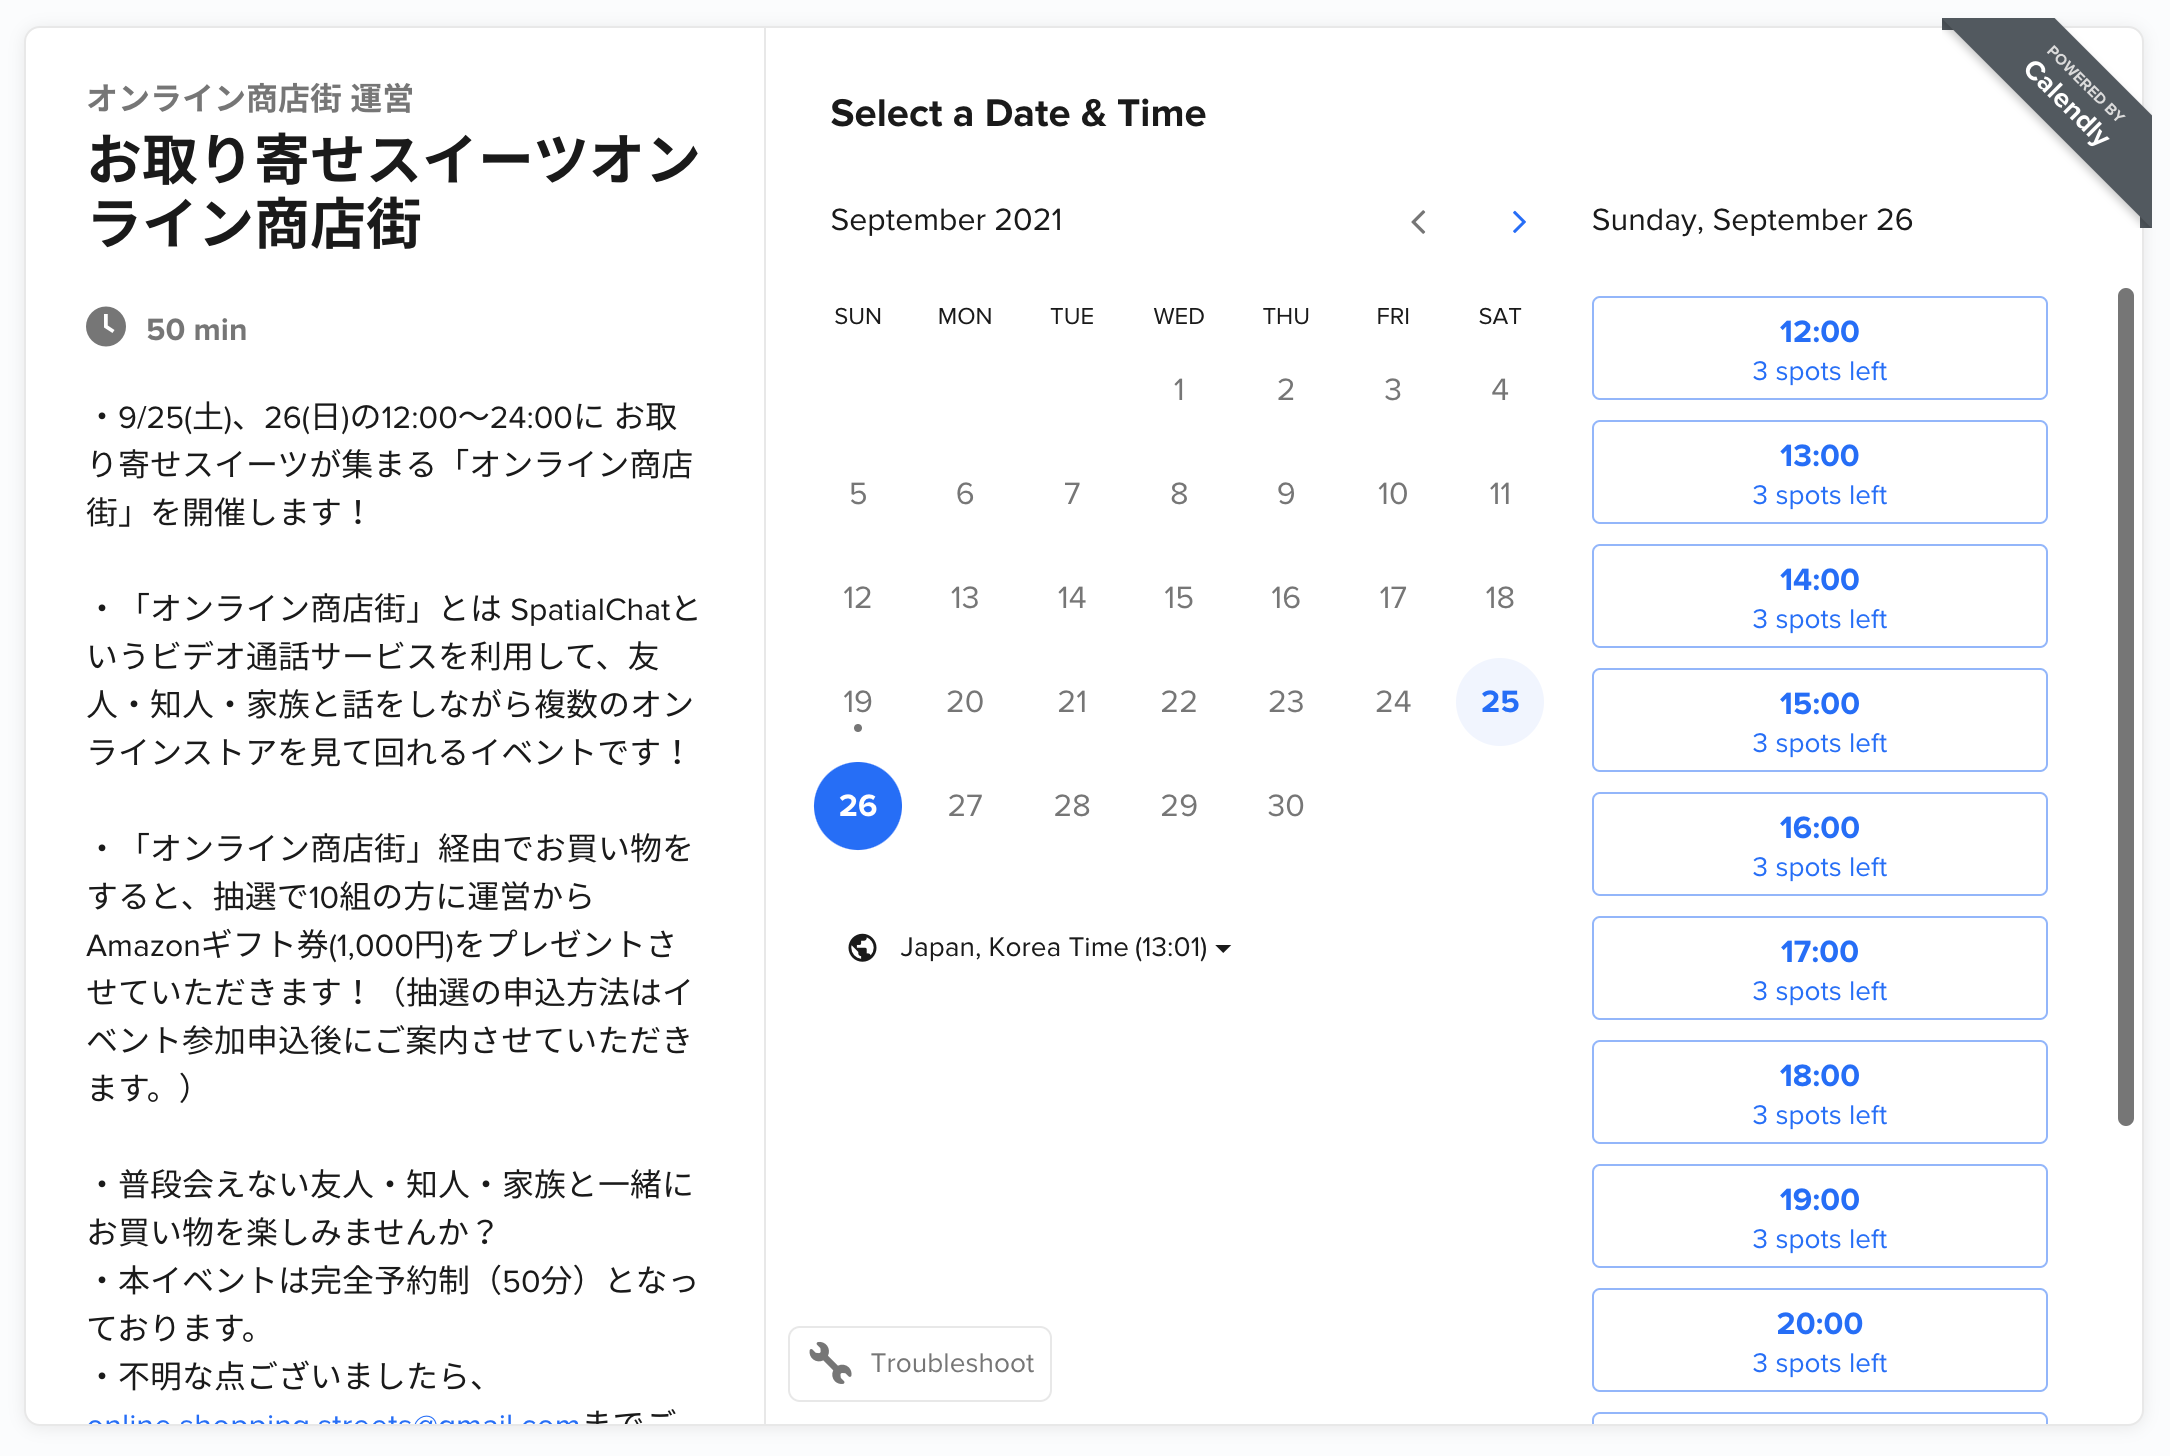 オンライン商店街 運営
お取り寄せスイーツオン
ライン商店街
50 min
・9/25(土)、26(日)の12:00〜24:00に お取
り寄せスイーツが集まる「オンライン商店
街」を開催します！
・「オンライン商店街」とは SpatialChatと
いうビデオ通話サービスを利用して、友
人・知人・家族と話をしながら複数のオン
ラインストアを見て回れるイベントです！
・「オンライン商店街」経由でお買い物を
すると、抽選で10組の方に運営から
Amazonギフト券(1,000円)をプレゼントさ
せていただきます！（抽選の申込方法はイ
ベント参加申込後にご案内させていただき
ます。）
・普段会えない友人・知人・家族と一緒に
お買い物を楽しみませんか？
・本イベントは完全予約制（50分）となっ
ております。
・不明な点ございましたら、
online.shopping.streets@gmail.comまでご
Select a Date & Time
September 2021
SUN MON TUE WED THU FRI SAT
1 2 3 4
5 6 7 8 9 10 11
12 13 14 15 16 17 18
19 20 21 22 23 24 25
26 27 28 29 30
Japan, Korea Time (13:01)
Troubleshoot
Sunday, September 26
12:00
3 spots left
13:00
3 spots left
14:00
3 spots left
15:00
3 spots left
16:00
3 spots left
17:00
3 spots left
18:00
3 spots left
19:00
3 spots left
20:00
3 spots left
POWERED BY
Calendly